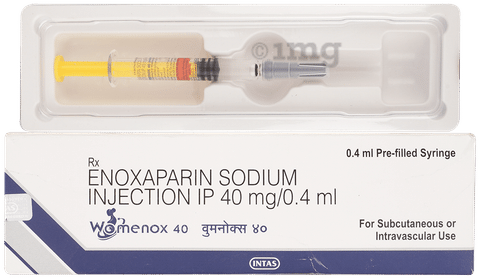 1mg
0.4 ml Pre-filled Syringe
Rx
ENOXAPARIN SODIUM
INJECTION IP 40 mg/0.4 ml
Womenox 40 वुमनोक्स ४०
For Subcutaneous or
Intravascular Use
INTAS